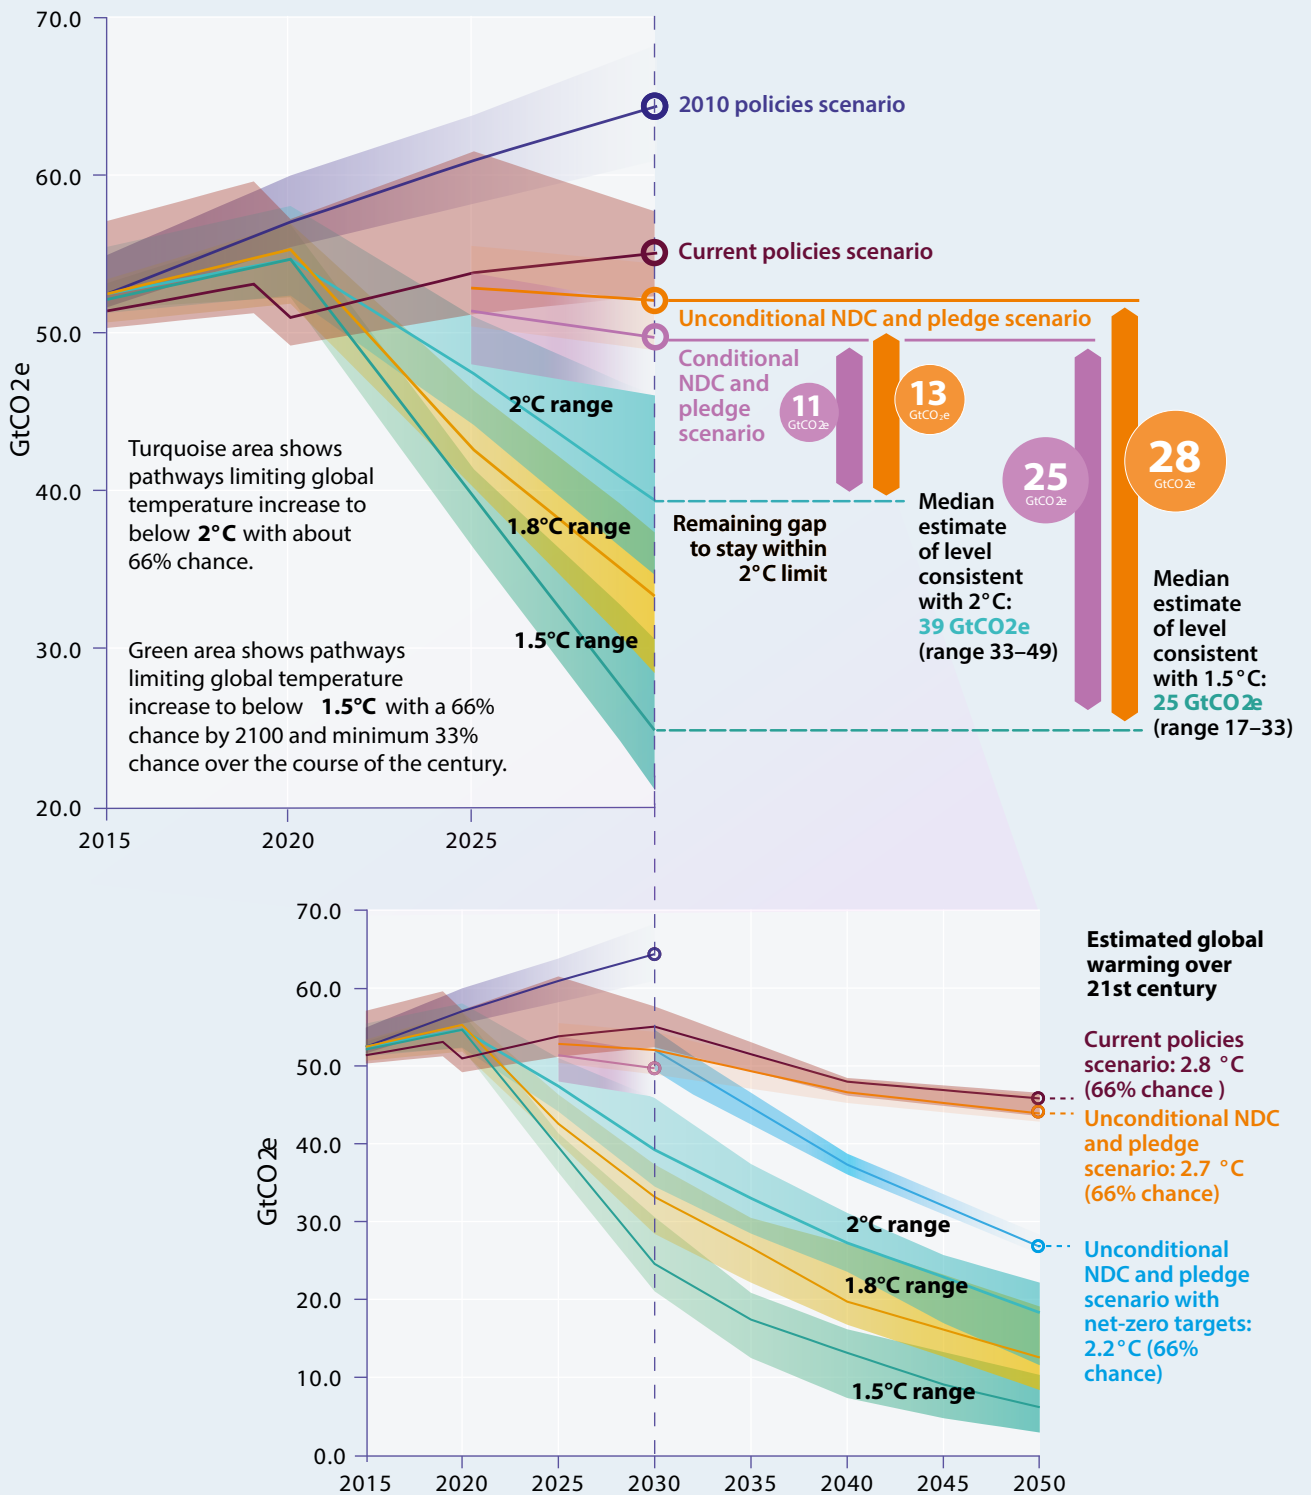 70.0
60.0
50.0
40.0
30.0
20.0
GtCO2e
2015
2020
2025
2010 policies scenario
Current policies scenario
Unconditional NDC and pledge scenario
Conditional
NDC and
pledge
scenario
11
GtCO2e
13
GtCO2e
25
GtCO2e
28
GtCO2e
2°C range
1.8°C range
1.5°C range
Turquoise area shows
pathways limiting global
temperature increase to
below 2°C with about
66% chance.
Green area shows pathways
limiting global temperature
increase to below 1.5°C with a 66%
chance by 2100 and minimum 33%
chance over the course of the century.
Remaining gap
to stay within
2°C limit
Median
estimate
of level
consistent
with 2°C:
39 GtCO2e
(range 33–49)
Median
estimate
of level
consistent
with 1.5°C:
25 GtCO2e
(range 17–33)
70.0
60.0
50.0
40.0
30.0
20.0
10.0
0.0
GtCO2e
2015
2020
2025
2030
2035
2040
2045
2050
2°C range
1.8°C range
1.5°C range
Estimated global
warming over
21st century
Current policies
scenario: 2.8 °C
(66% chance )
Unconditional NDC
and pledge
scenario: 2.7 °C
(66% chance)
Unconditional
NDC and pledge
scenario with
net-zero targets:
2.2°C (66%
chance)